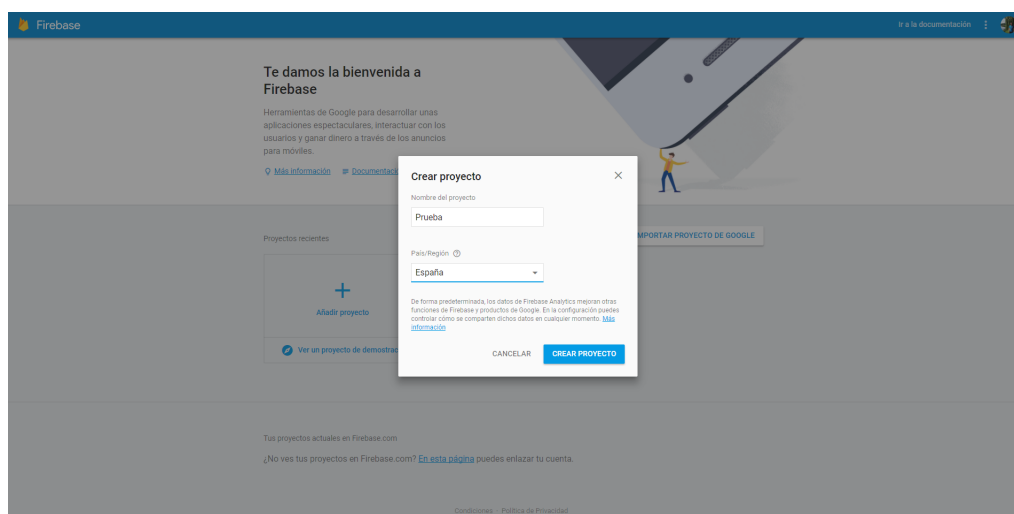 Firebase
Ir a la documentación
Te damos la bienvenida a
Firebase
Herramientas de Google para desarrollar unas
aplicaciones espectaculares, interactuar con los
usuarios y ganar dinero a través de los anuncios
para móviles.
Más información
Documentació
Proyectos recientes
Añadir proyecto
Ver un proyecto de demostrac
MPORTAR PROYECTO DE GOOGLE
Crear proyecto
Nombre del proyecto
Prueba
País/Región
España
De forma predeterminada, los datos de Firebase Analytics mejoran otras
funciones de Firebase y productos de Google. En la configuración puedes
controlar cómo se comparten dichos datos en cualquier momento. Más
información
CANCELAR
CREAR PROYECTO
Tus proyectos actuales en Firebase.com
¿No ves tus proyectos en Firebase.com? En esta página puedes enlazar tu cuenta.
Condiciones · Política de Privacidad